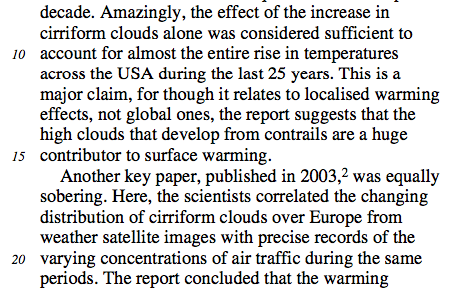 decade. Amazingly, the effect of the increase in
cirriform clouds alone was considered sufficient to
10 account for almost the entire rise in temperatures
across the USA during the last 25 years. This is a
major claim, for though it relates to localised warming
effects, not global ones, the report suggests that the
high clouds that develop from contrails are a huge
15 contributor to surface warming.
Another key paper, published in 2003,² was equally
sobering. Here, the scientists correlated the changing
distribution of cirriform clouds over Europe from
weather satellite images with precise records of the
20 varying concentrations of air traffic during the same
periods. The report concluded that the warming